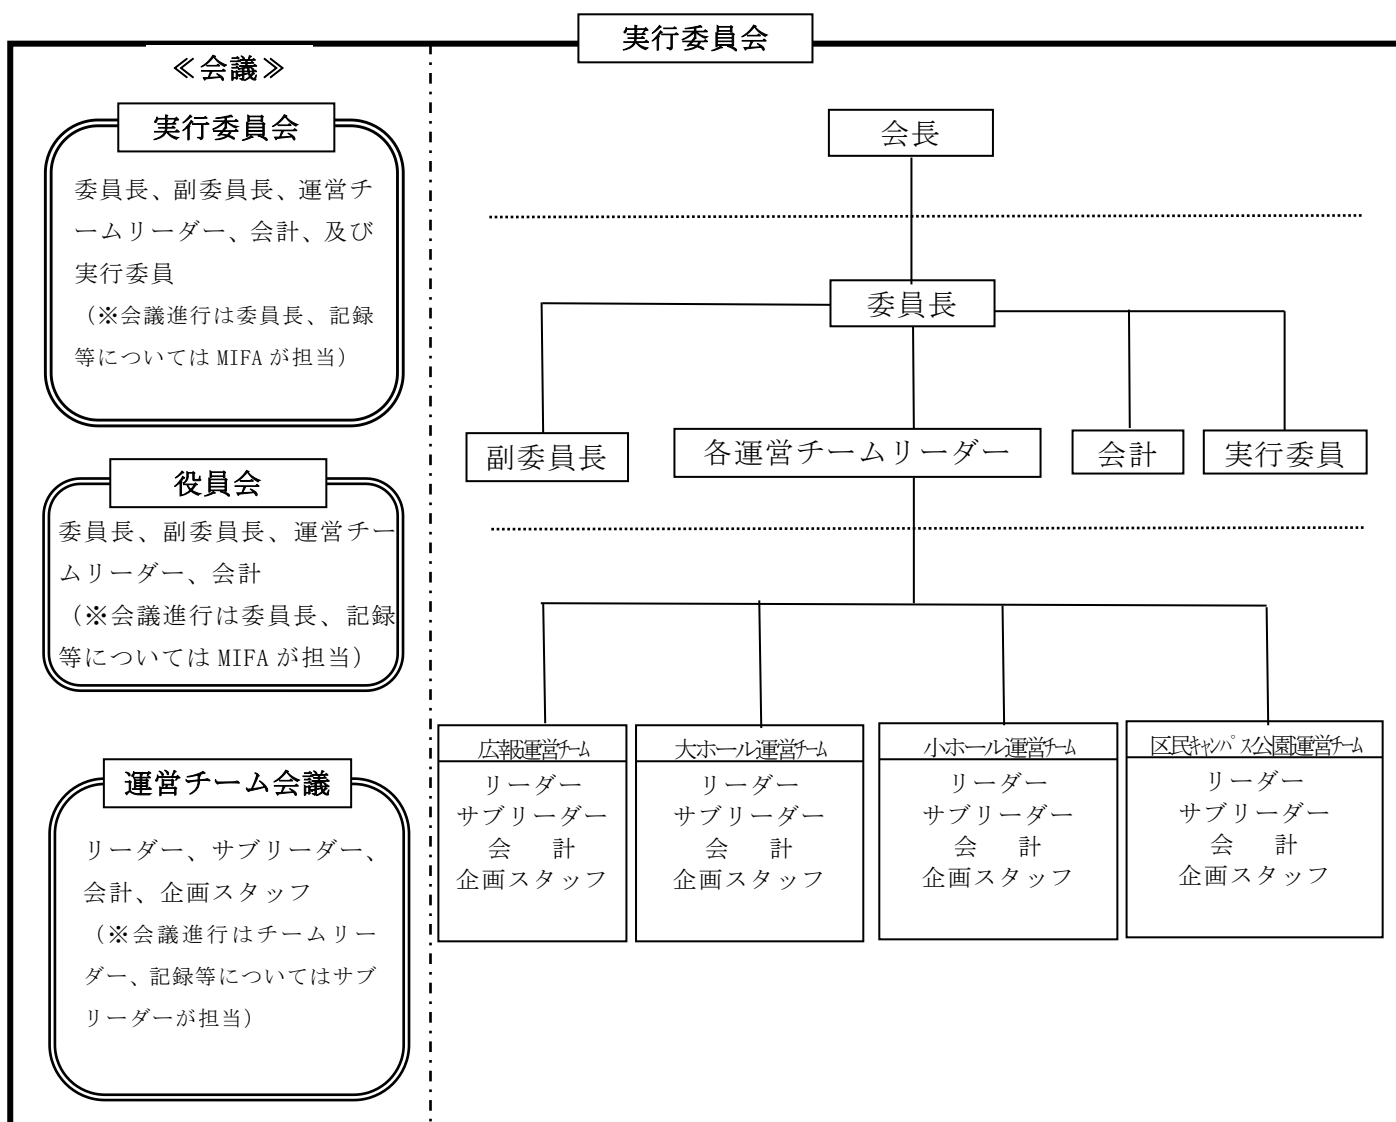 実行委員会
≪会議≫
実行委員会
委員長、副委員長、運営チ
ームリーダー、会計、及び
実行委員
（※会議進行は委員長、記録
等については MIFA が担当）
役員会
委員長、副委員長、運営チー
ムリーダー、会計
（※会議進行は委員長、記録
等については MIFA が担当）
運営チーム会議
リーダー、サブリーダー、
会計、企画スタッフ
（※会議進行はチームリー
ダー、記録等についてはサブ
リーダーが担当）
会長
委員長
副委員長
各運営チームリーダー
会計
実行委員
広報運営ﾁｰﾑ
リーダー
サブリーダー
会　計
企画スタッフ
大ホール運営ﾁｰﾑ
リーダー
サブリーダー
会　計
企画スタッフ
小ホール運営ﾁｰﾑ
リーダー
サブリーダー
会　計
企画スタッフ
区民ｷｬﾝﾊﾟｽ公園運営ﾁｰﾑ
リーダー
サブリーダー
会　計
企画スタッフ